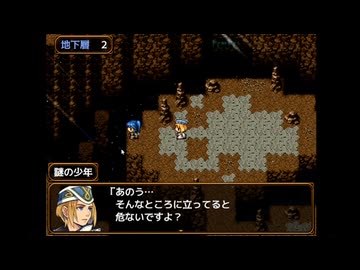 地下層 2
謎の少年
「あのう…
そんなところに立ってると
危ないですよ？